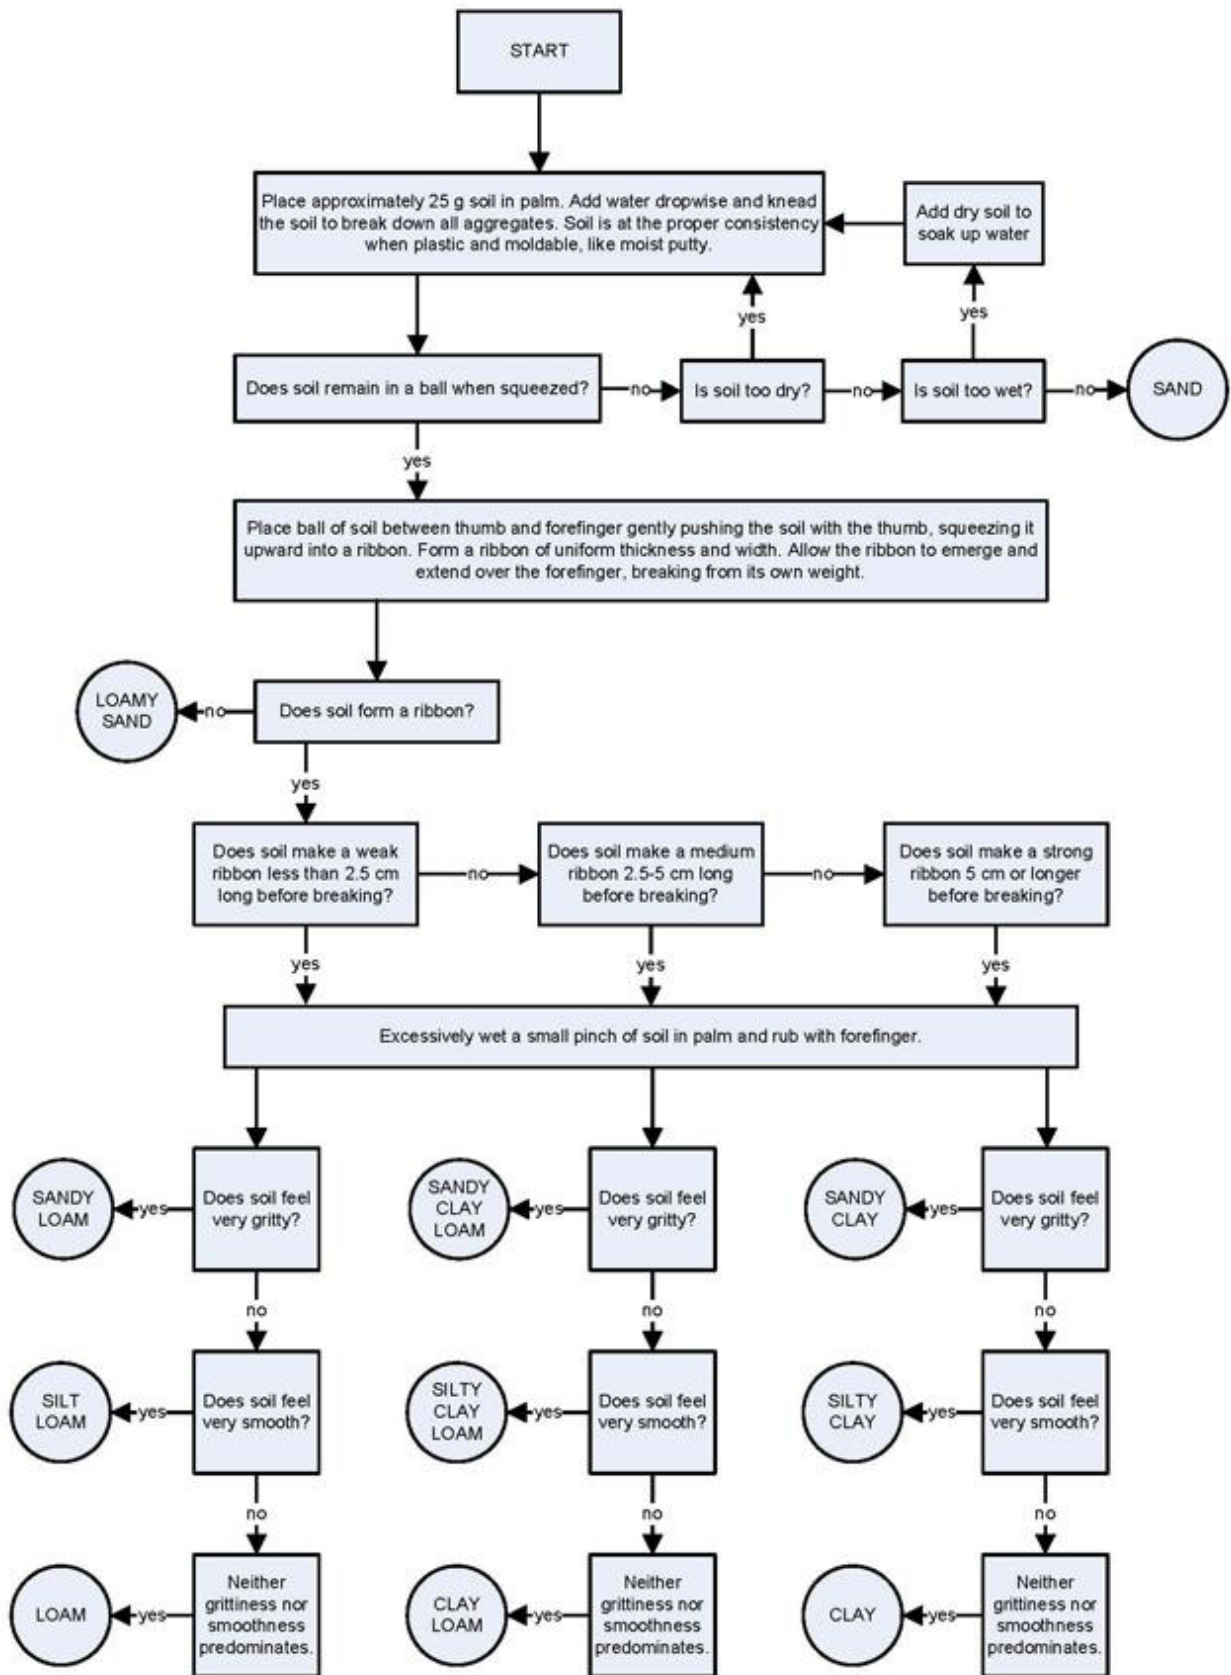 START
Place approximately 25 g soil in palm. Add water dropwise and knead
the soil to break down all aggregates. Soil is at the proper consistency
when plastic and moldable, like moist putty.
Add dry soil to
soak up water
yes
yes
Does soil remain in a ball when squeezed?
no
Is soil too dry?
no
Is soil too wet?
no
SAND
yes
Place ball of soil between thumb and forefinger gently pushing the soil with the thumb, squeezing it
upward into a ribbon. Form a ribbon of uniform thickness and width. Allow the ribbon to emerge and
extend over the forefinger, breaking from its own weight.
LOAMY
SAND
no
Does soil form a ribbon?
yes
Does soil make a weak
ribbon less than 2.5 cm
long before breaking?
no
Does soil make a medium
ribbon 2.5-5 cm long
before breaking?
no
Does soil make a strong
ribbon 5 cm or longer
before breaking?
yes
yes
yes
Excessively wet a small pinch of soil in palm and rub with forefinger.
SANDY
LOAM
yes
Does soil feel
very gritty?
SANDY
CLAY
LOAM
yes
Does soil feel
very gritty?
SANDY
CLAY
yes
Does soil feel
very gritty?
no
no
no
SILT
LOAM
yes
Does soil feel
very smooth?
SILTY
CLAY
LOAM
yes
Does soil feel
very smooth?
SILTY
CLAY
yes
Does soil feel
very smooth?
no
no
no
LOAM
yes
Neither
grittiness nor
smoothness
predominates.
CLAY
LOAM
yes
Neither
grittiness nor
smoothness
predominates.
CLAY
yes
Neither
grittiness nor
smoothness
predominates.